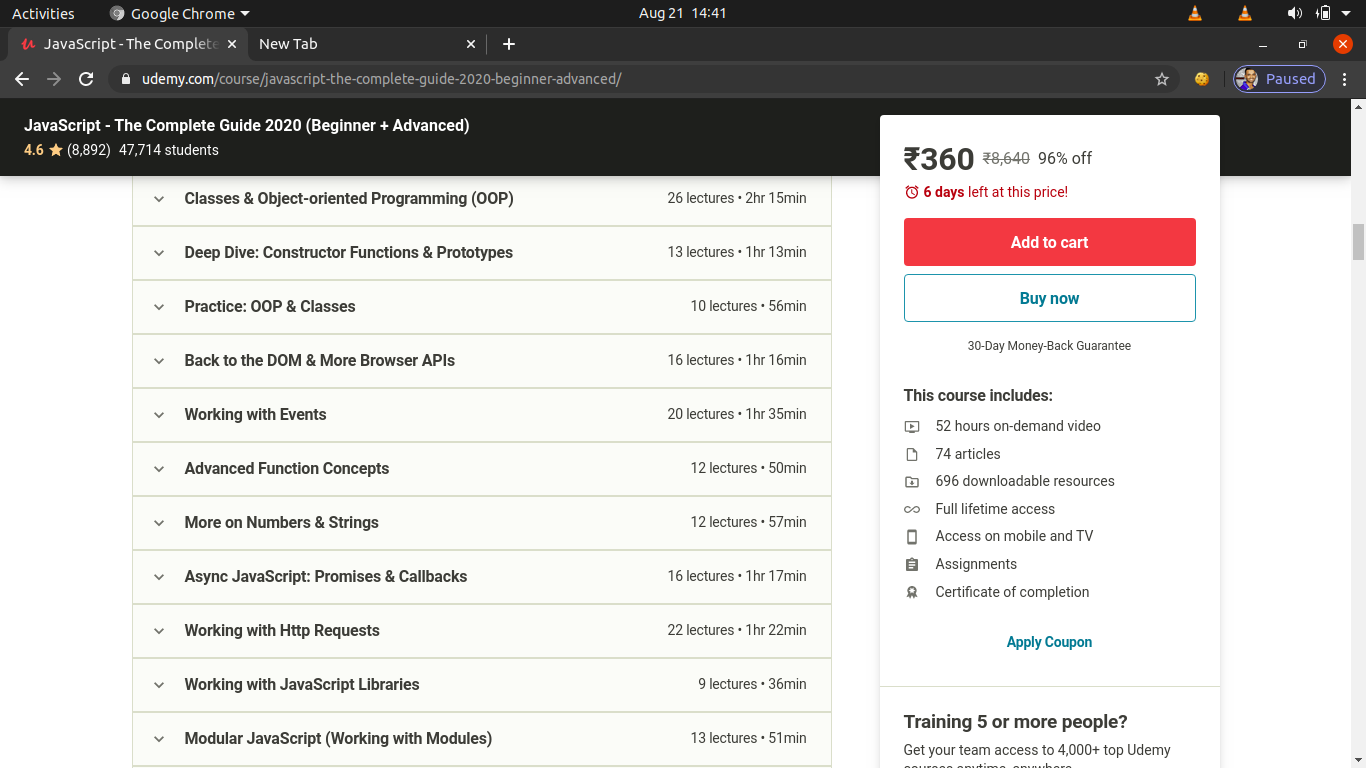 Activities
Google Chrome
Aug 21 14:41
JavaScript - The Complete
New Tab
udemy.com/course/javascript-the-complete-guide-2020-beginner-advanced/
Paused
JavaScript - The Complete Guide 2020 (Beginner + Advanced)
4.6 (8,892) 47,714 students
Classes & Object-oriented Programming (OOP) 26 lectures • 2hr 15min
Deep Dive: Constructor Functions & Prototypes 13 lectures • 1hr 13min
Practice: OOP & Classes 10 lectures • 56min
Back to the DOM & More Browser APIs 16 lectures • 1hr 16min
Working with Events 20 lectures • 1hr 35min
Advanced Function Concepts 12 lectures • 50min
More on Numbers & Strings 12 lectures • 57min
Async JavaScript: Promises & Callbacks 16 lectures • 1hr 17min
Working with Http Requests 22 lectures • 1hr 22min
Working with JavaScript Libraries 9 lectures • 36min
Modular JavaScript (Working with Modules) 13 lectures • 51min
₹360 ₹8,640 96% off
6 days left at this price!
Add to cart
Buy now
30-Day Money-Back Guarantee
This course includes:
52 hours on-demand video
74 articles
696 downloadable resources
Full lifetime access
Access on mobile and TV
Assignments
Certificate of completion
Apply Coupon
Training 5 or more people?
Get your team access to 4,000+ top Udemy
courses anytime, anywhere.